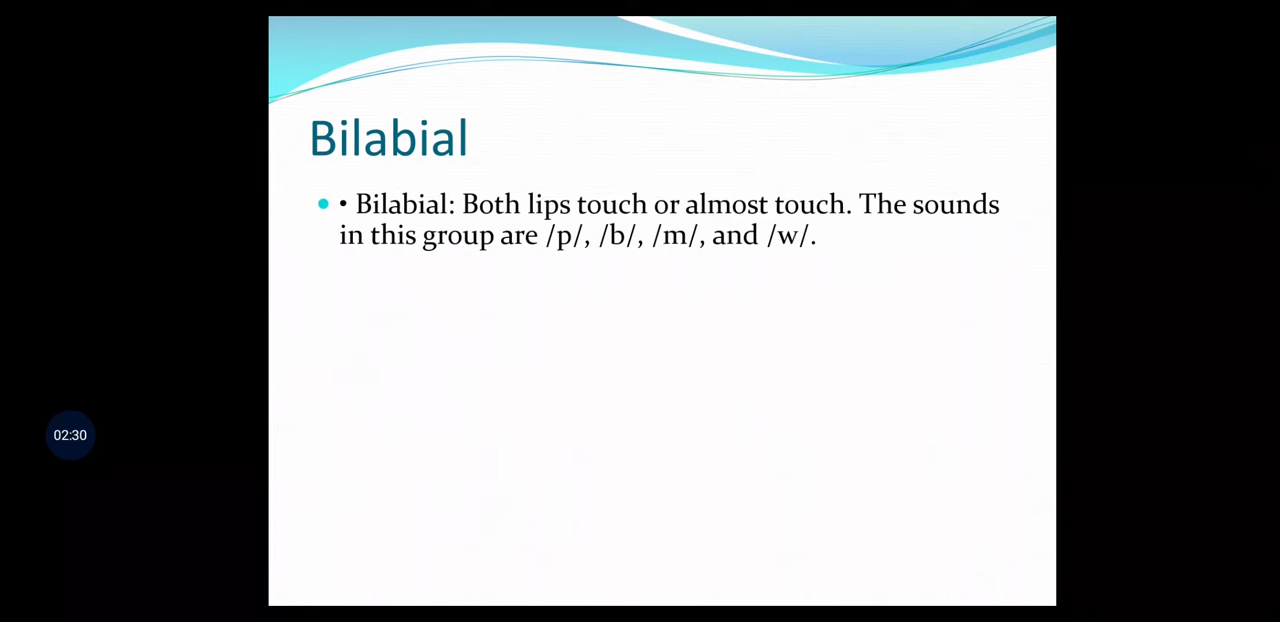 Bilabial
• • Bilabial: Both lips touch or almost touch. The sounds
in this group are /p/, /b/, /m/, and /w/.
02:30